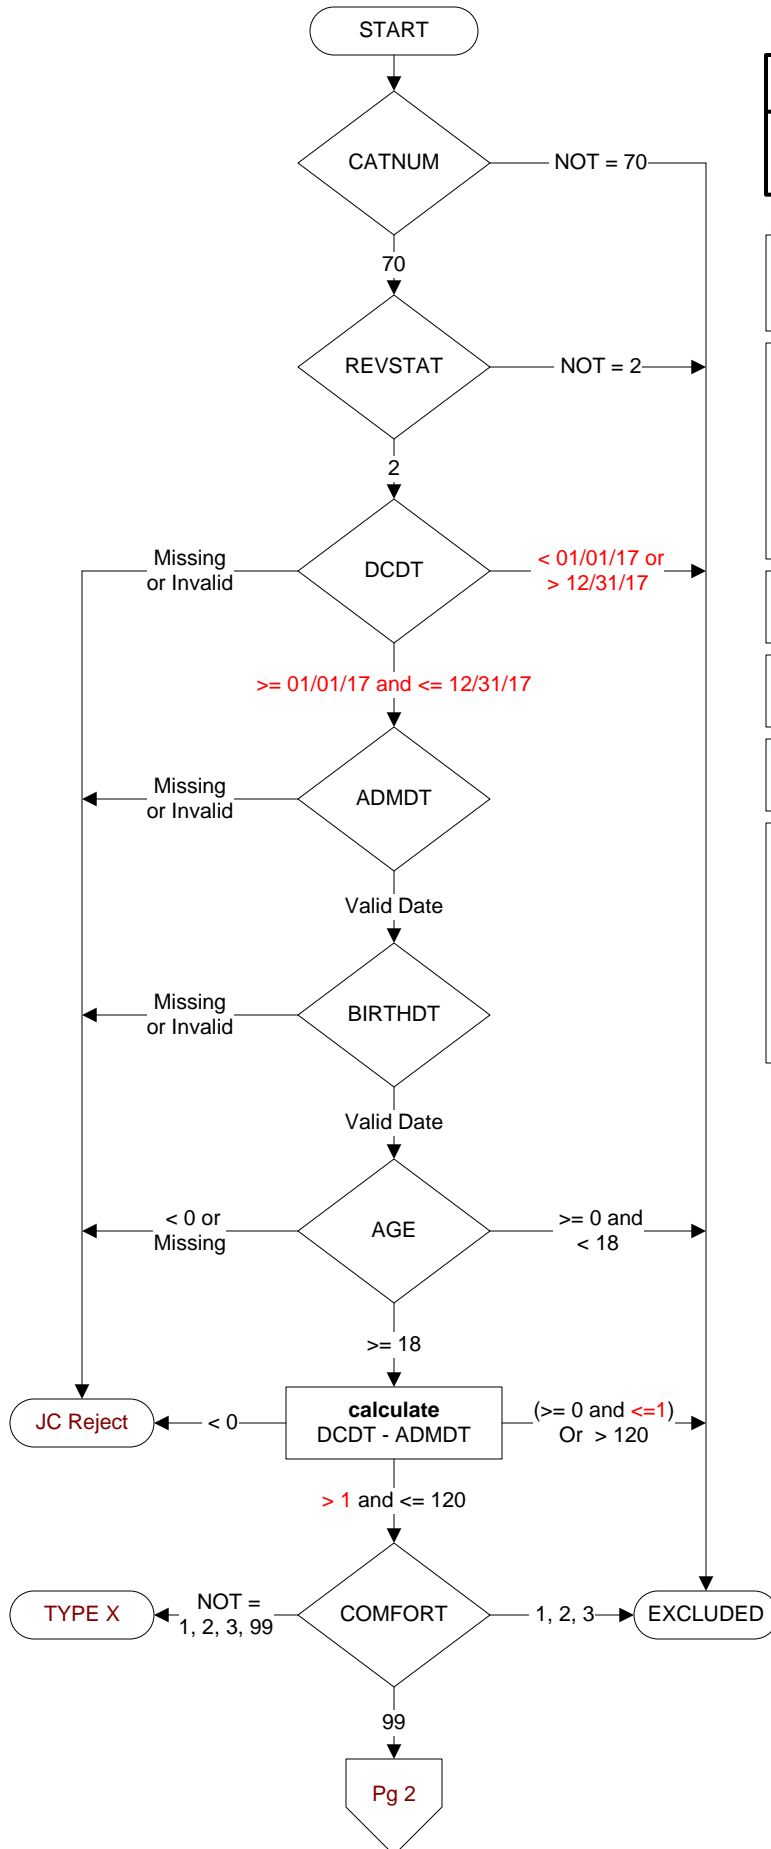 START
CATNUM
NOT = 70
70
REVSTAT
NOT = 2
2
Missing
or Invalid
DCDT
< 01/01/17 or
> 12/31/17
>= 01/01/17 and <= 12/31/17
Missing
or Invalid
ADMDT
Valid Date
Missing
or Invalid
BIRTHDT
Valid Date
< 0 or
Missing
AGE
>= 0 and
< 18
>= 18
JC Reject
< 0
calculate
DCDT - ADMDT
(>= 0 and <=1)
Or > 120
> 1 and <= 120
TYPE X
NOT =
1, 2, 3, 99
COMFORT
1, 2, 3
EXCLUDED
99
Pg 2